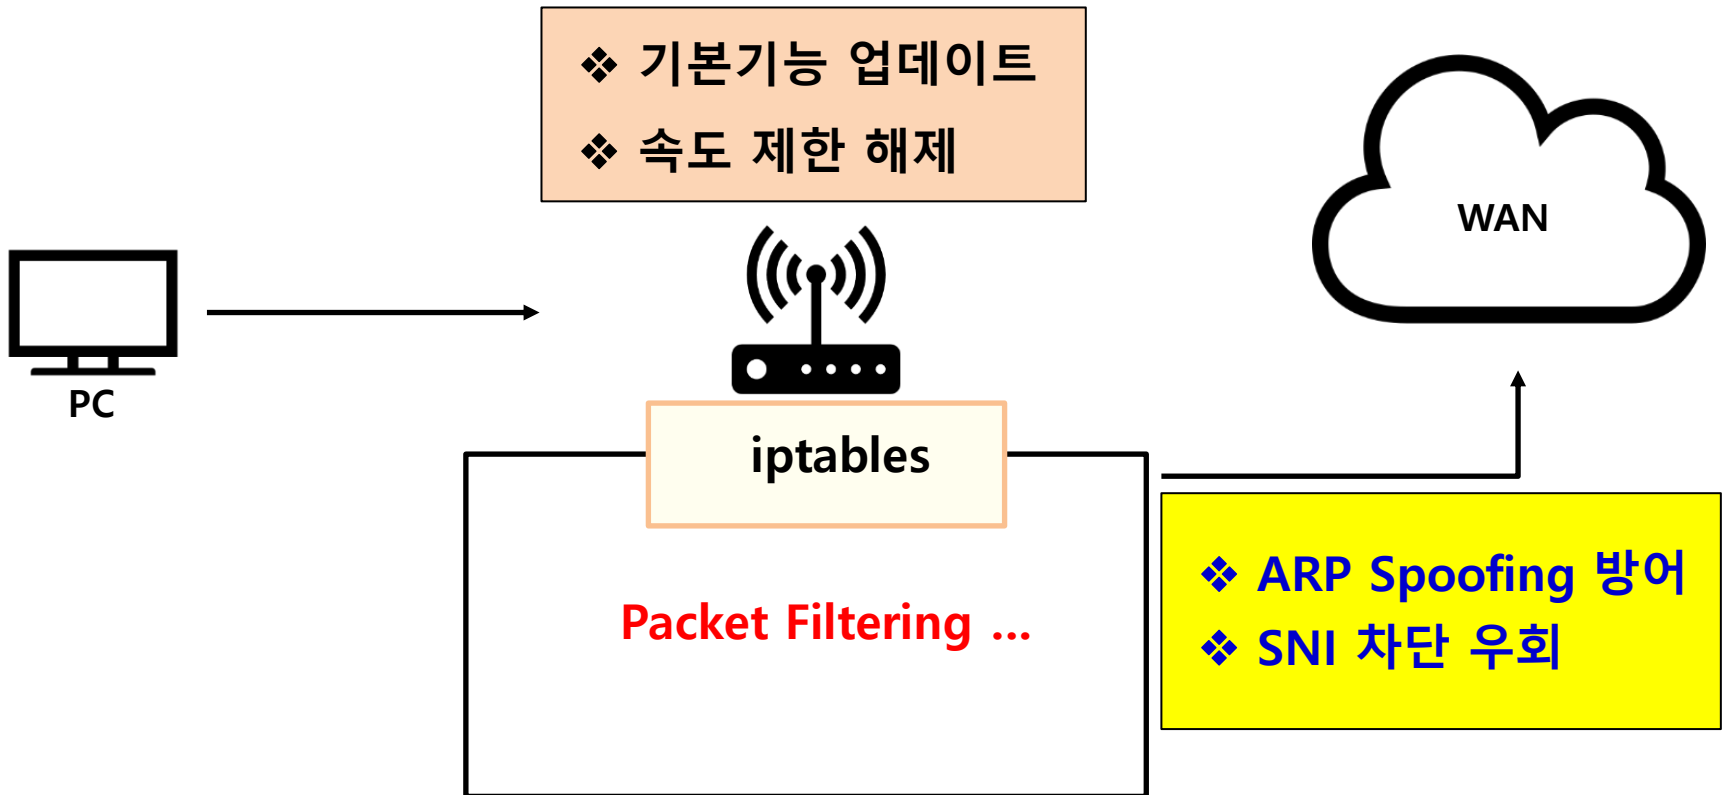 ❖ 기본기능 업데이트
❖ 속도 제한 해제
WAN
PC
iptables
Packet Filtering ...
❖ ARP Spoofing 방어
❖ SNI 차단 우회